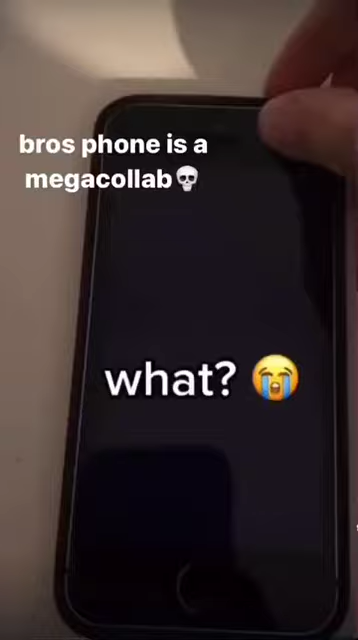 bros phone is a
megacollab💀
what? 😭